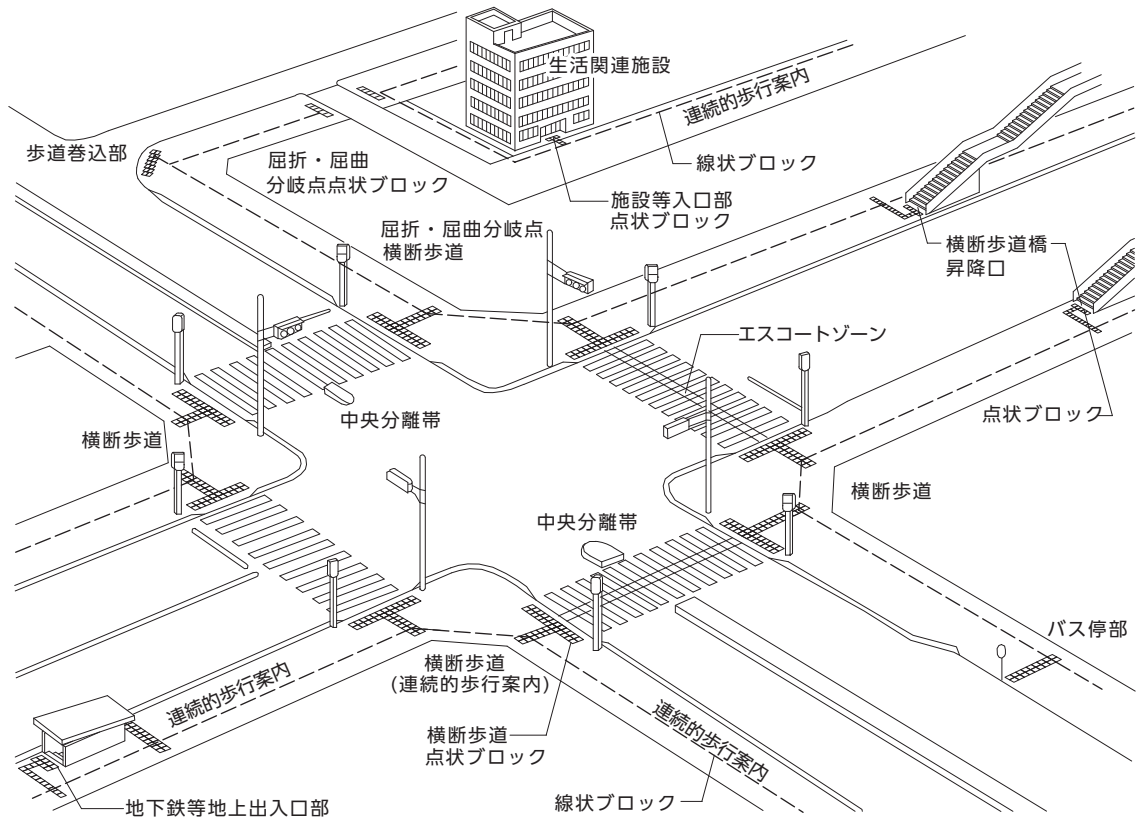 生活関連施設
連続的歩行案内
歩道巻込部
屈折・屈曲
分岐点点状ブロック
線状ブロック
施設等入口部
点状ブロック
屈折・屈曲分岐点
横断歩道
横断歩道橋
昇降口
エスコートゾーン
中央分離帯
点状ブロック
横断歩道
横断歩道
中央分離帯
バス停部
横断歩道
(連続的歩行案内)
連続的歩行案内
連続的歩行案内
横断歩道
点状ブロック
線状ブロック
地下鉄等地上出入口部